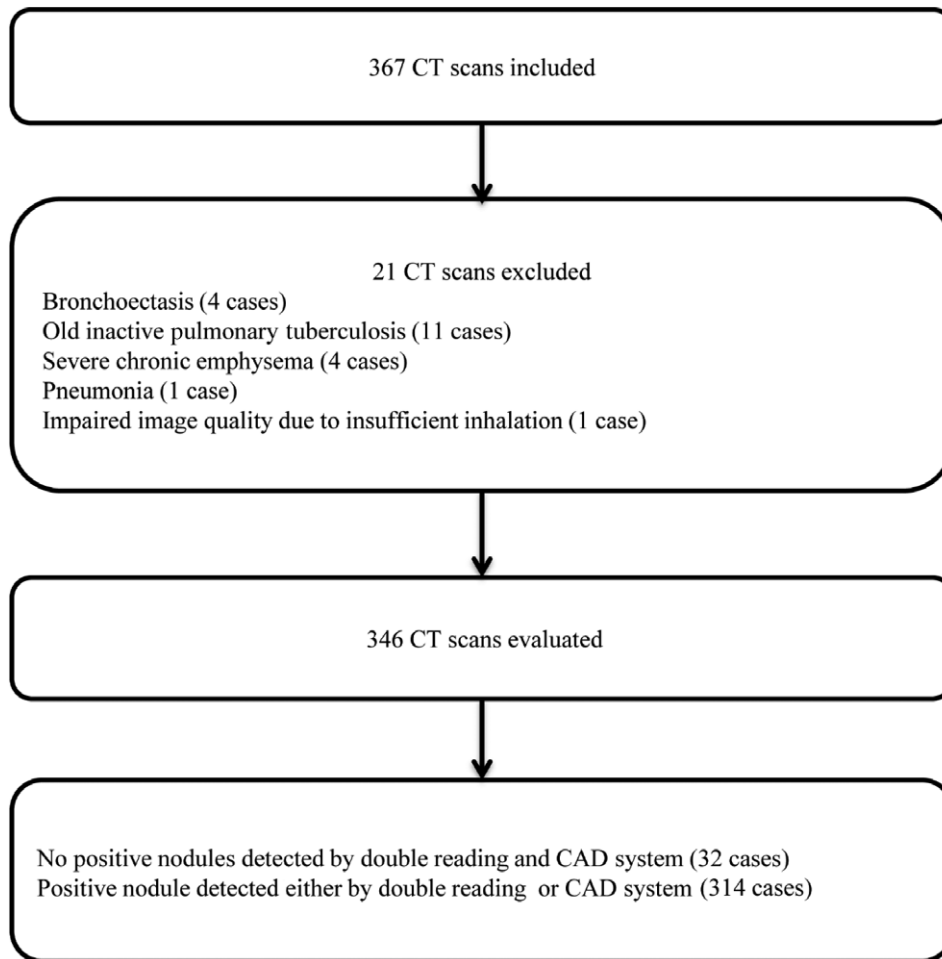 367 CT scans included
21 CT scans excluded
Bronchoectasis (4 cases)
Old inactive pulmonary tuberculosis (11 cases)
Severe chronic emphysema (4 cases)
Pneumonia (1 case)
Impaired image quality due to insufficient inhalation (1 case)
346 CT scans evaluated
No positive nodules detected by double reading and CAD system (32 cases)
Positive nodule detected either by double reading or CAD system (314 cases)